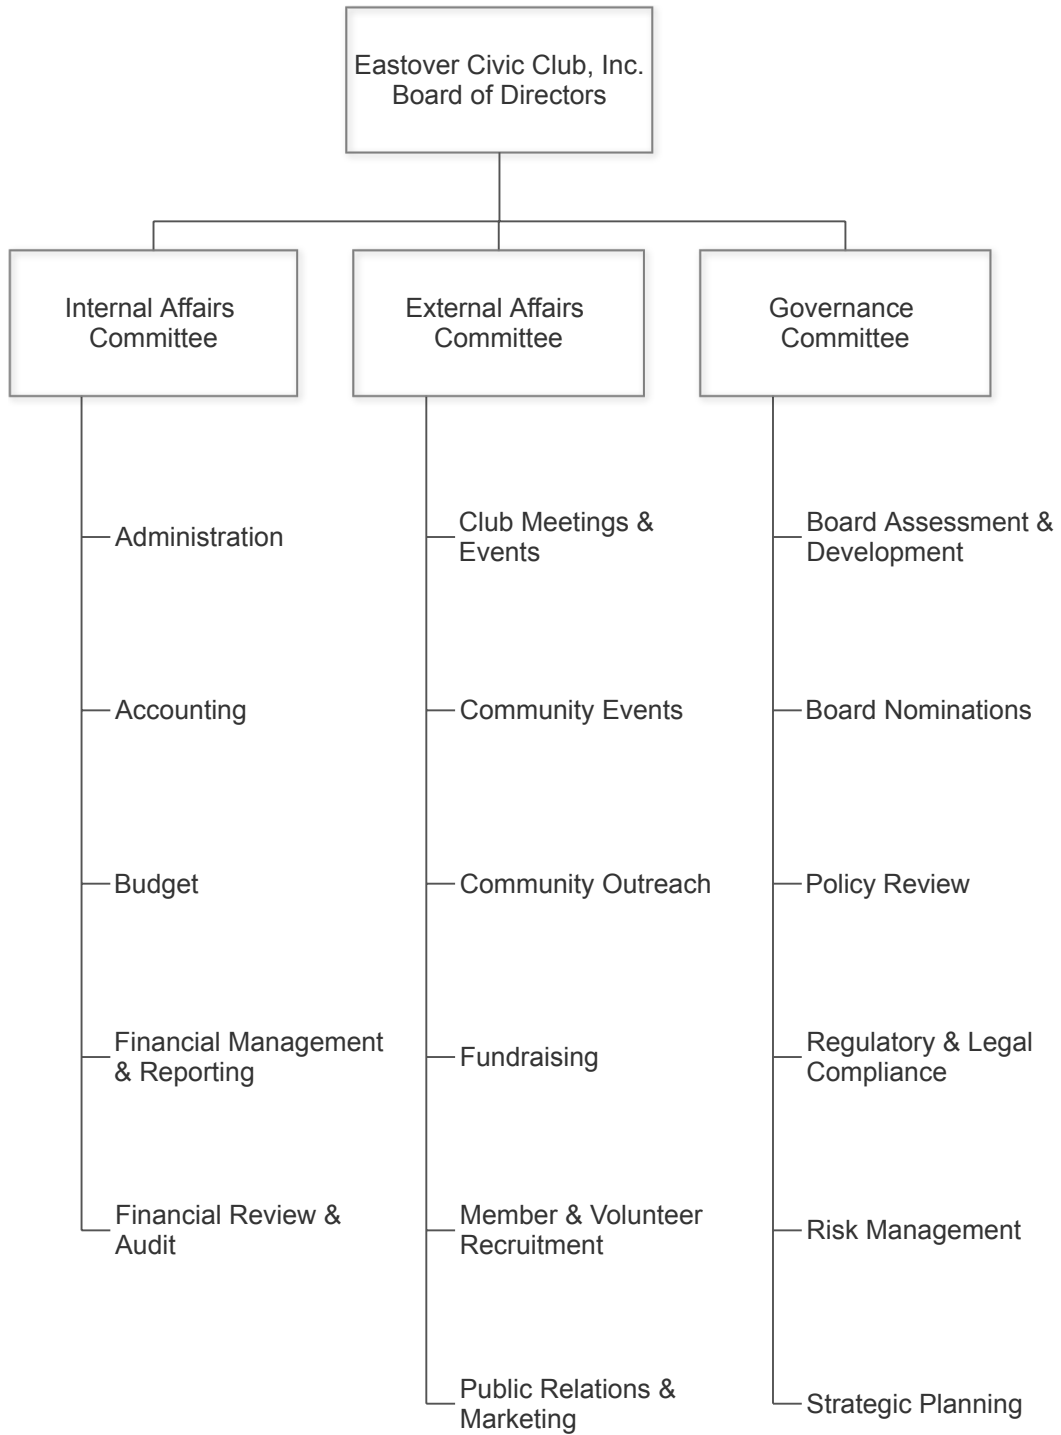 Eastover Civic Club, Inc.
Board of Directors
Internal Affairs
Committee
External Affairs
Committee
Governance
Committee
Administration
Accounting
Budget
Financial Management
& Reporting
Financial Review &
Audit
Club Meetings &
Events
Community Events
Community Outreach
Fundraising
Member & Volunteer
Recruitment
Public Relations &
Marketing
Board Assessment &
Development
Board Nominations
Policy Review
Regulatory & Legal
Compliance
Risk Management
Strategic Planning